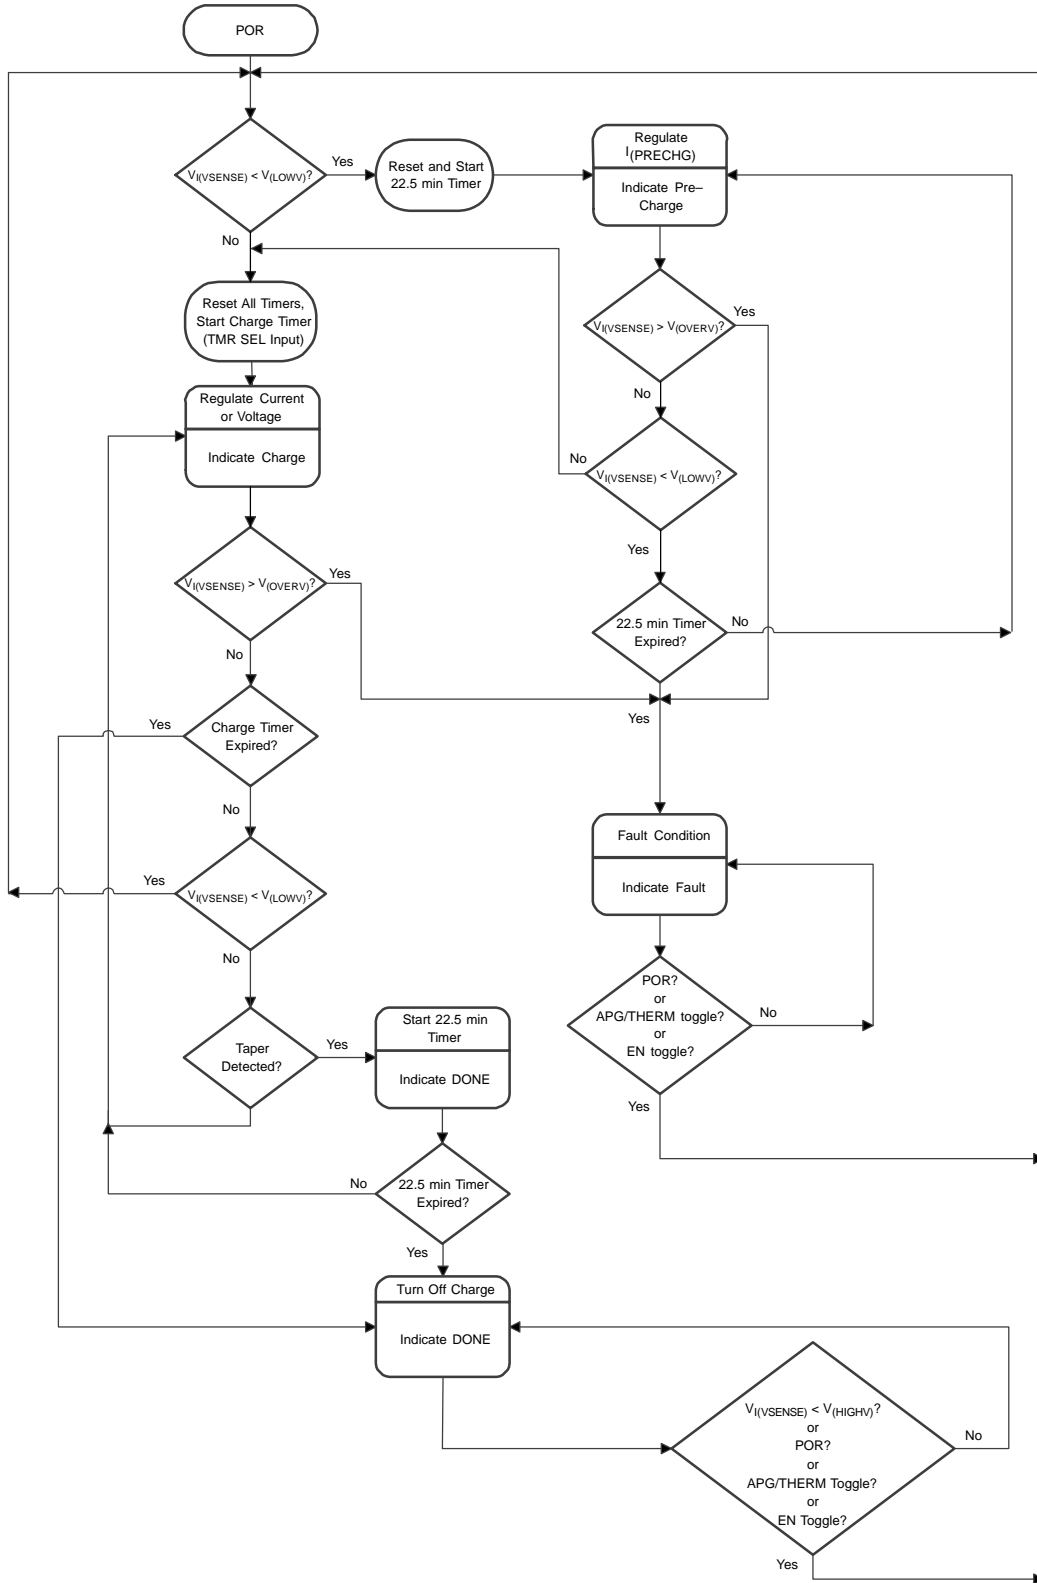 POR
VI(VSENSE) < V(LOWV)?
Yes
No
Reset and Start
22.5 min Timer
Regulate
I(PRECHG)
Indicate Pre–
Charge
Reset All Timers,
Start Charge Timer
(TMR SEL Input)
VI(VSENSE) > V(OVERV)?
Yes
No
Regulate Current
or Voltage
Indicate Charge
VI(VSENSE) < V(LOWV)?
No
Yes
VI(VSENSE) > V(OVERV)?
Yes
No
22.5 min Timer
Expired?
No
Yes
Charge Timer
Expired?
Yes
No
Fault Condition
Indicate Fault
VI(VSENSE) < V(LOWV)?
Yes
No
POR?
or
APG/THERM toggle?
or
EN toggle?
No
Yes
Taper
Detected?
Yes
Start 22.5 min
Timer
Indicate DONE
22.5 min Timer
Expired?
No
Yes
Turn Off Charge
Indicate DONE
VI(VSENSE) < V(HIGHV)?
or
POR?
or
APG/THERM Toggle?
or
EN Toggle?
No
Yes